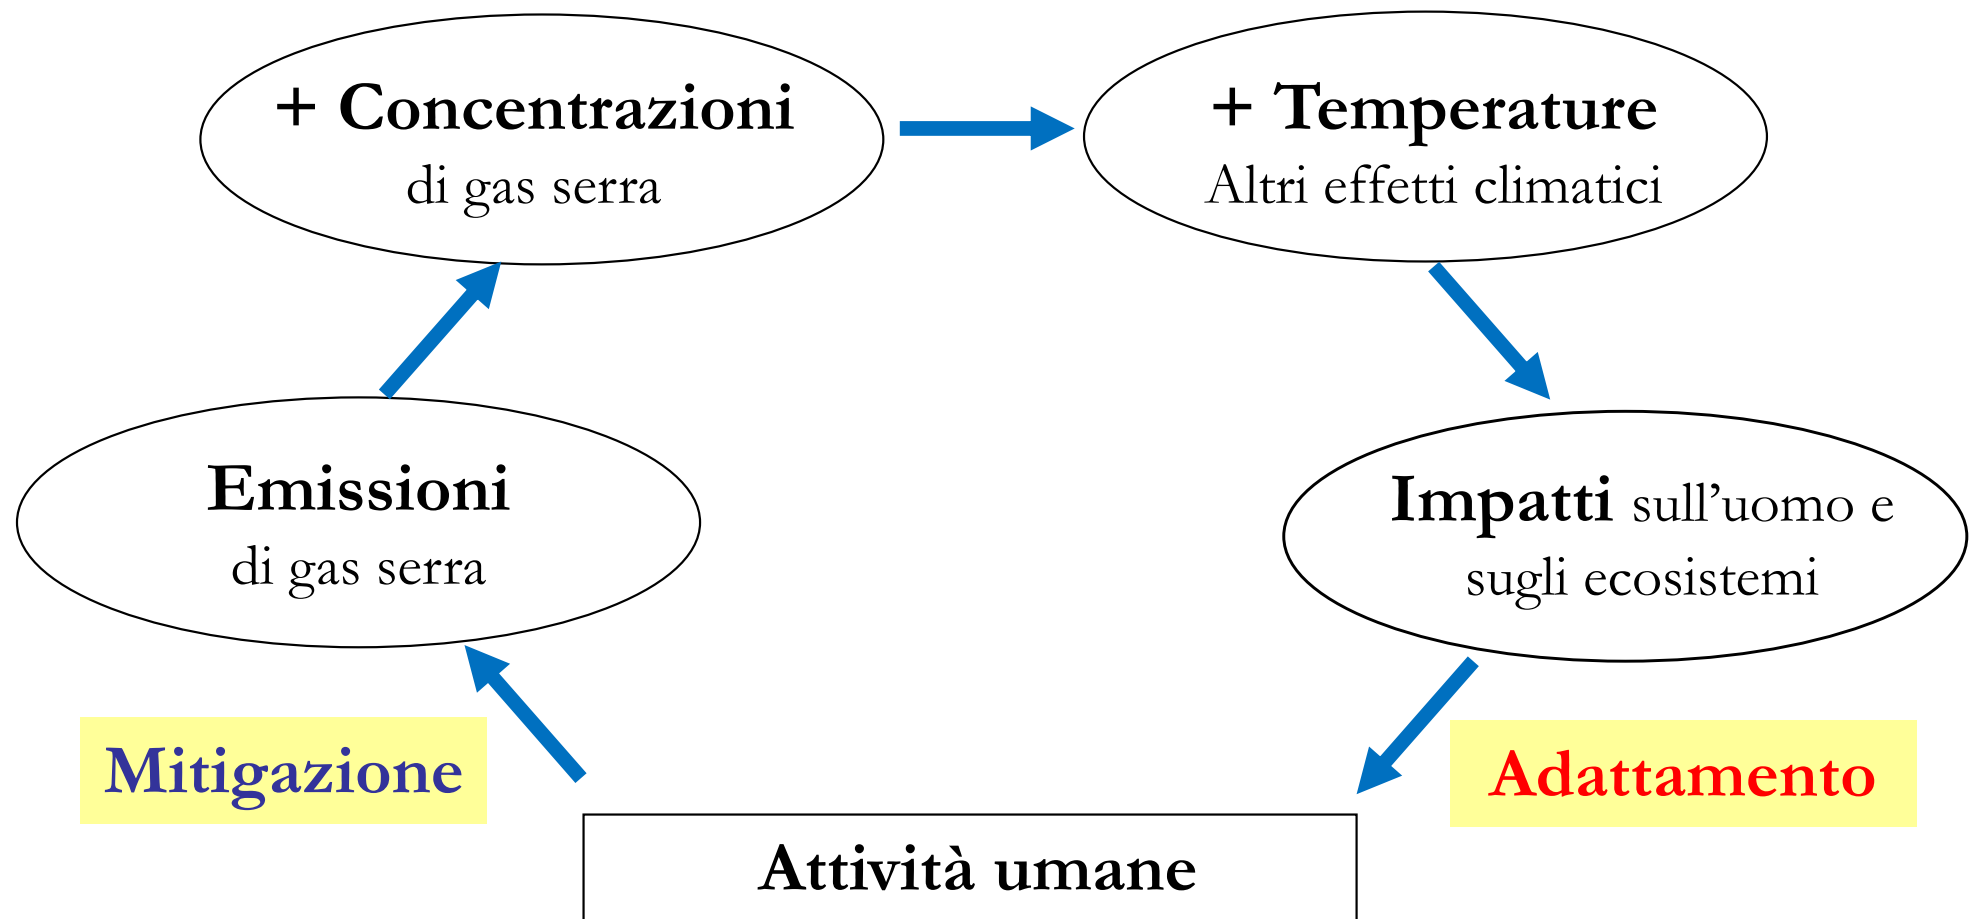 + Concentrazioni
di gas serra
+ Temperature
Altri effetti climatici
Emissioni
di gas serra
Impatti sull’uomo e
sugli ecosistemi
Mitigazione
Adattamento
Attività umane